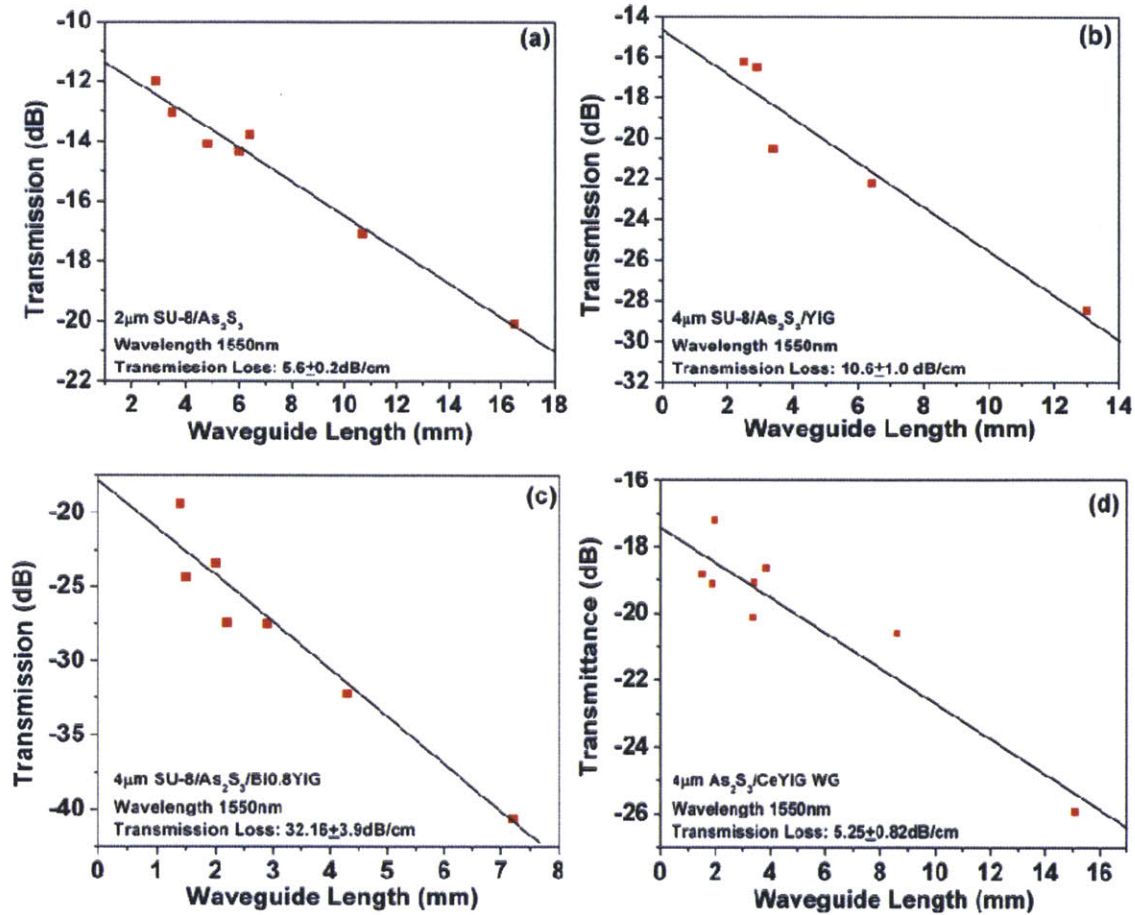 (a)
Transmission (dB)
-10
-12
-14
-16
-18
-20
-22
2μm SU-8/As₂S₃
Wavelength 1550nm
Transmission Loss: 5.6±0.2dB/cm
2 4 6 8 10 12 14 16 18
Waveguide Length (mm)
(b)
Transmission (dB)
-14
-16
-18
-20
-22
-24
-26
-28
-30
-32
4μm SU-8/As₂S₃/YIG
Wavelength 1550nm
Transmission Loss: 10.6±1.0 dB/cm
0 2 4 6 8 10 12 14
Waveguide Length (mm)
(c)
Transmission (dB)
-20
-25
-30
-35
-40
4μm SU-8/As₂S₃/Bi0.8YIG
Wavelength 1550nm
Transmission Loss: 32.16±3.9dB/cm
0 1 2 3 4 5 6 7 8
Waveguide Length (mm)
(d)
Transmittance (dB)
-16
-18
-20
-22
-24
-26
4μm As₂S₃/CeYIG WG
Wavelength 1550nm
Transmission Loss: 5.25±0.82dB/cm
0 2 4 6 8 10 12 14 16
Waveguide Length (mm)